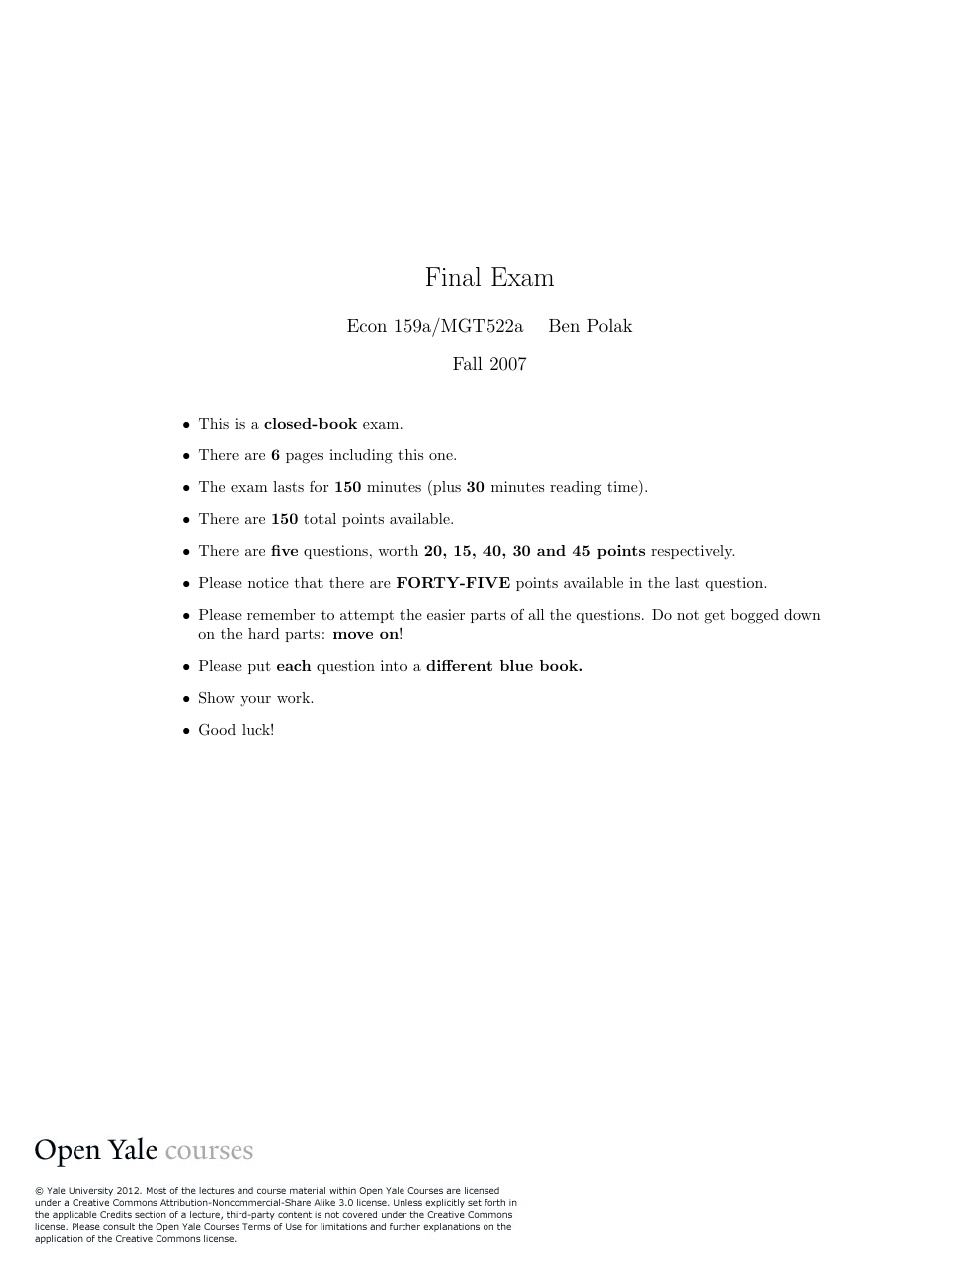 Final Exam
Econ 159a/MGT522a Ben Polak
Fall 2007
• This is a closed-book exam.
• There are 6 pages including this one.
• The exam lasts for 150 minutes (plus 30 minutes reading time).
• There are 150 total points available.
• There are five questions, worth 20, 15, 40, 30 and 45 points respectively.
• Please notice that there are FORTY-FIVE points available in the last question.
• Please remember to attempt the easier parts of all the questions. Do not get bogged down
on the hard parts: move on!
• Please put each question into a different blue book.
• Show your work.
• Good luck!
Open Yale courses
© Yale University 2012. Most of the lectures and course material within Open Yale Courses are licensed
under a Creative Commons Attribution-Noncommercial-Share Alike 3.0 license. Unless explicitly set forth in
the applicable Credits section of a lecture, third-party content is not covered under the Creative Commons
license. Please consult the Open Yale Courses Terms of Use for limitations and further explanations on the
application of the Creative Commons license.